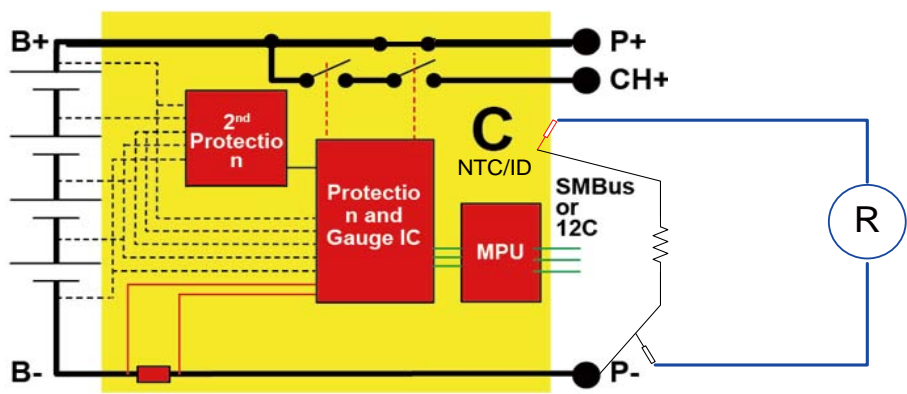 B+
P+
CH+
2nd
Protectio
n
C
NTC/ID
Protectio
n and
Gauge IC
MPU
SMBus
or
12C
R
B-
P-